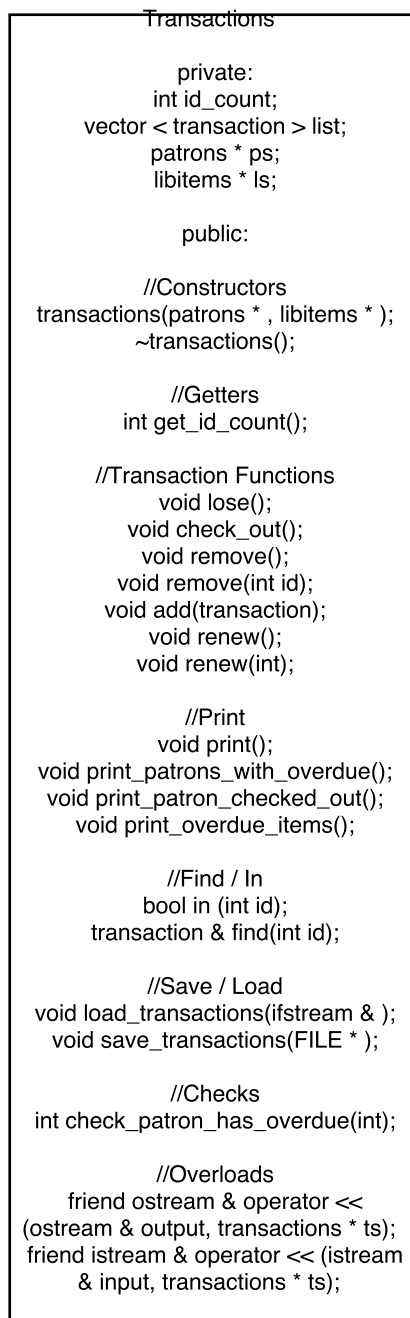 Transactions
private:
int id_count;
vector < transaction > list;
patrons * ps;
libitems * ls;
public:
//Constructors
transactions(patrons * , libitems * );
~transactions();
//Getters
int get_id_count();
//Transaction Functions
void lose();
void check_out();
void remove();
void remove(int id);
void add(transaction);
void renew();
void renew(int);
//Print
void print();
void print_patrons_with_overdue();
void print_patron_checked_out();
void print_overdue_items();
//Find / In
bool in (int id);
transaction & find(int id);
//Save / Load
void load_transactions(ifstream & );
void save_transactions(FILE * );
//Checks
int check_patron_has_overdue(int);
//Overloads
friend ostream & operator <<
(ostream & output, transactions * ts);
friend istream & operator << (istream
& input, transactions * ts);